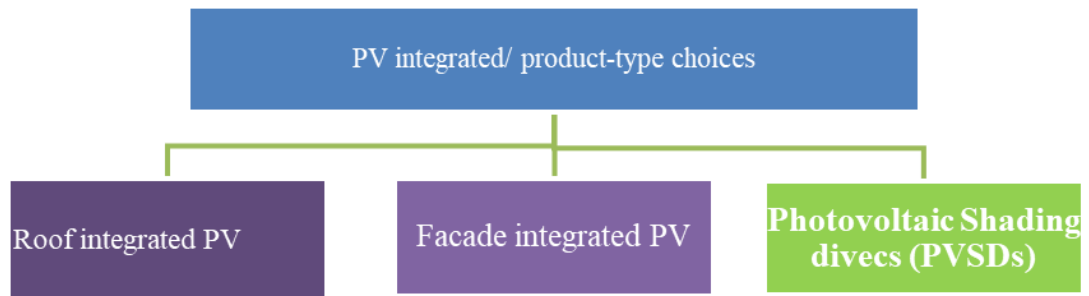 PV integrated/ product-type choices
Roof integrated PV
Facade integrated PV
Photovoltaic Shading
divecs (PVSDs)